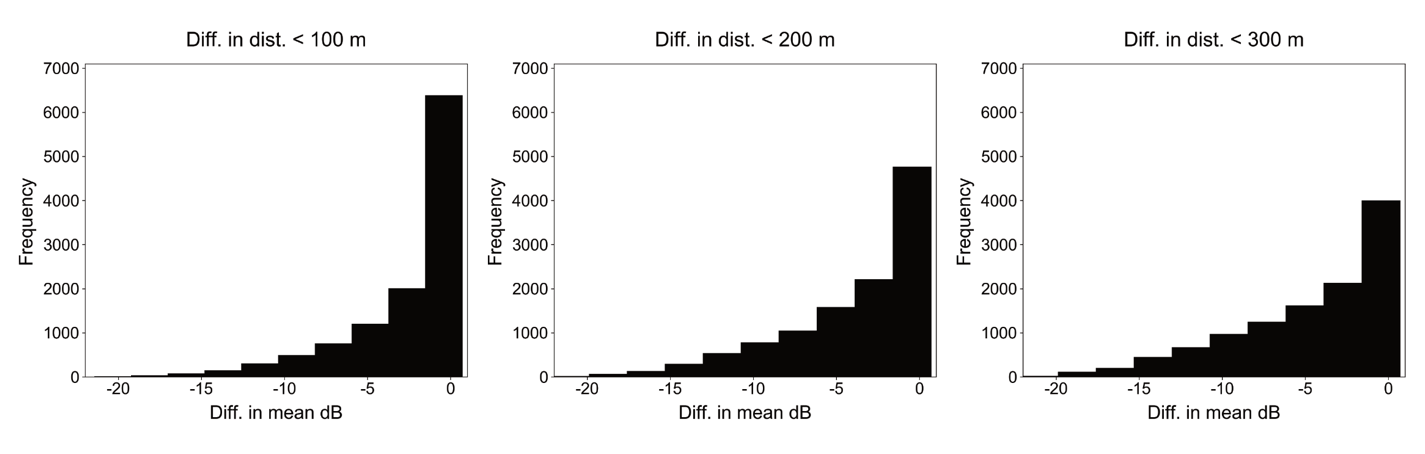 Diff. in dist. < 100 m
7000
6000
5000
4000
3000
2000
1000
0
Frequency
-20 -15 -10 -5 0
Diff. in mean dB
Diff. in dist. < 200 m
7000
6000
5000
4000
3000
2000
1000
0
Frequency
-20 -15 -10 -5 0
Diff. in mean dB
Diff. in dist. < 300 m
7000
6000
5000
4000
3000
2000
1000
0
Frequency
-20 -15 -10 -5 0
Diff. in mean dB